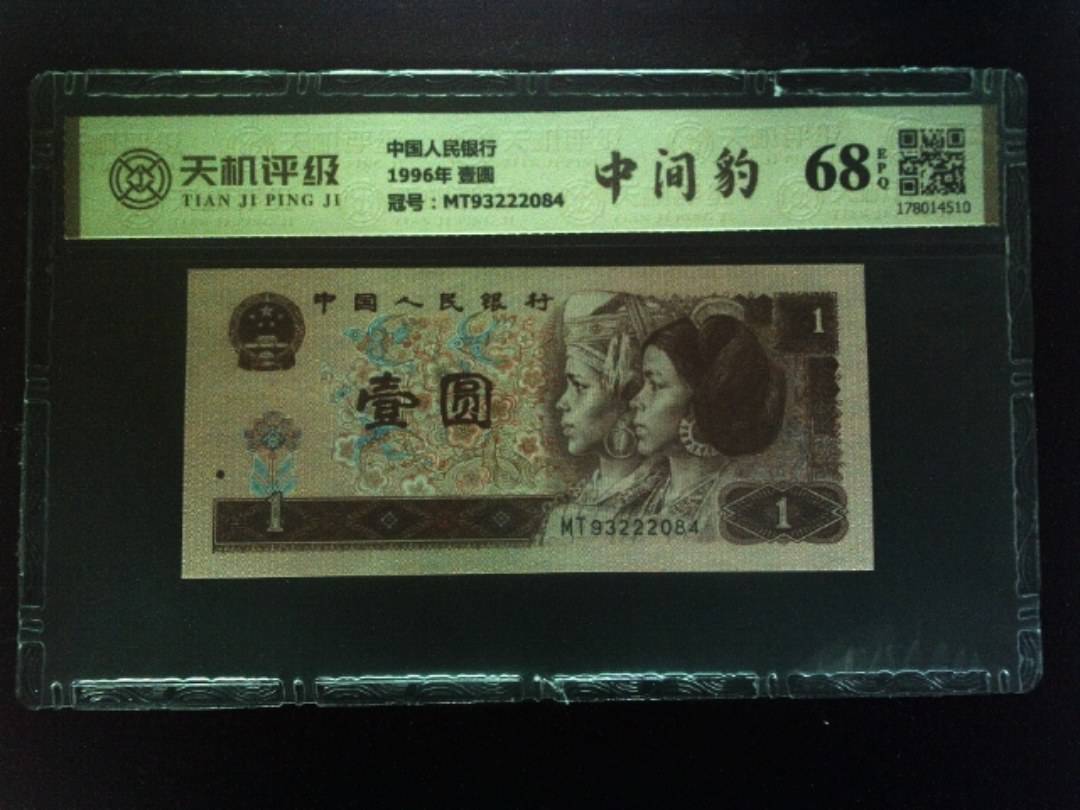 天机评级
TIAN JI PING JI
中国人民银行
1996年 壹圆
冠号：MT93222084
中间豹
68
EPQ
178014510
中国人民银行
1
壹圆
1
MT93222084
1